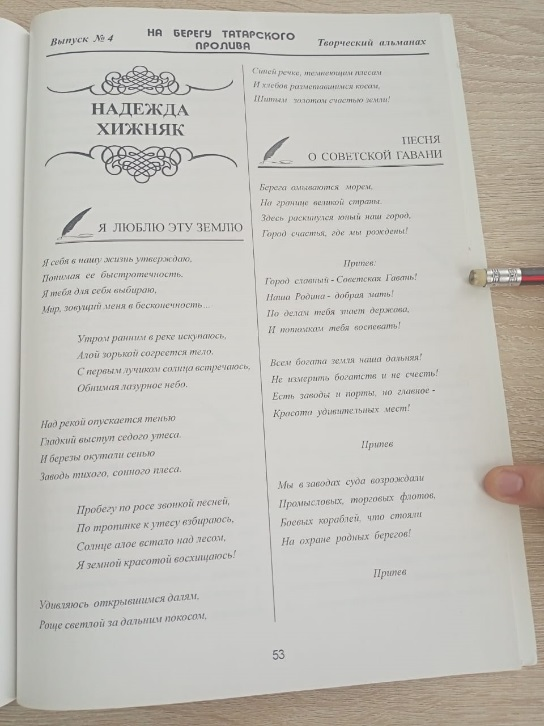 Выпуск № 4
НА БЕРЕГУ ТАТАРСКОГО
ПРОЛИВА
Творческий альманах
НАДЕЖДА
ХИЖНЯК
Я ЛЮБЛЮ ЭТУ ЗЕМЛЮ
Я себя в нашу жизнь утверждаю,
Понимая ее быстротечность.
Я тебя для себя выбираю,
Мир, зовущий меня в бесконечность...
Утром ранним в реке искупаюсь,
Алой зорькой согреется тело.
С первым лучиком солнца встречаюсь,
Обнимая лазурное небо.
Над рекой опускается тенью
Гладкий выступ седого утеса.
И березы окутали сенью
Заводь тихого, сонного плеса.
Пробегу по росе звонкой песней,
По тропинке к утесу взбираюсь,
Солнце алое встало над лесом,
Я земной красотой восхищаюсь!
Удивляюсь открывшимся далям,
Роще светлой за дальним покосом,
Синей речке, темнеющим плесам
И хлебов разметавшимся косам,
Шитым золотом счастью земли!
ПЕСНЯ
О СОВЕТСКОЙ ГАВАНИ
Берега омываются морем,
На границе великой страны.
Здесь раскинулся юный наш город,
Город счастья, где мы рождены!
Припев:
Город славный - Советская Гавань!
Наша Родина - добрая мать!
По делам тебя знает держава,
И потомкам тебя воспевать!
Всем богата земля наша дальняя!
Не измерить богатств и не счесть!
Есть заводы и порты, но главное -
Красота удивительных мест!
Припев
Мы в заводах суда возрождали
Промысловых, торговых флотов,
Боевых кораблей, что стояли
На охране родных берегов!
Припев
53